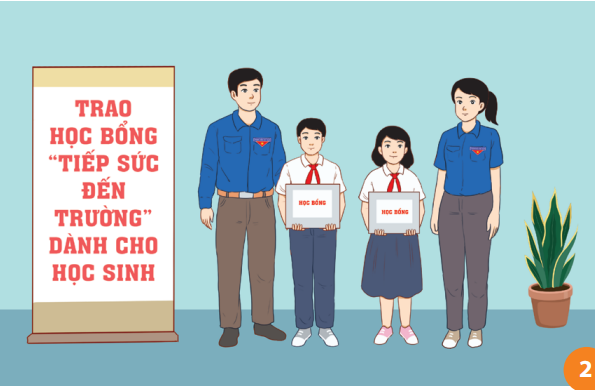 TRAO
HỌC BỔNG
“TIẾP SỨC
ĐẾN
TRƯỜNG”
DÀNH CHO
HỌC SINH
HỌC BỔNG
HỌC BỔNG
2